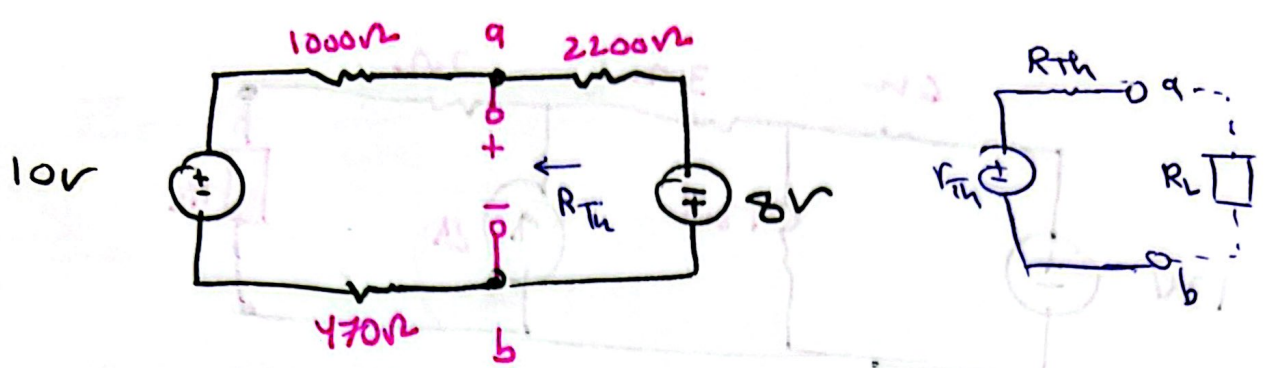 1000Ω a 2200Ω
RTh a
10V + - + RTh - + 8V VTh + - RL
-
470Ω b
b